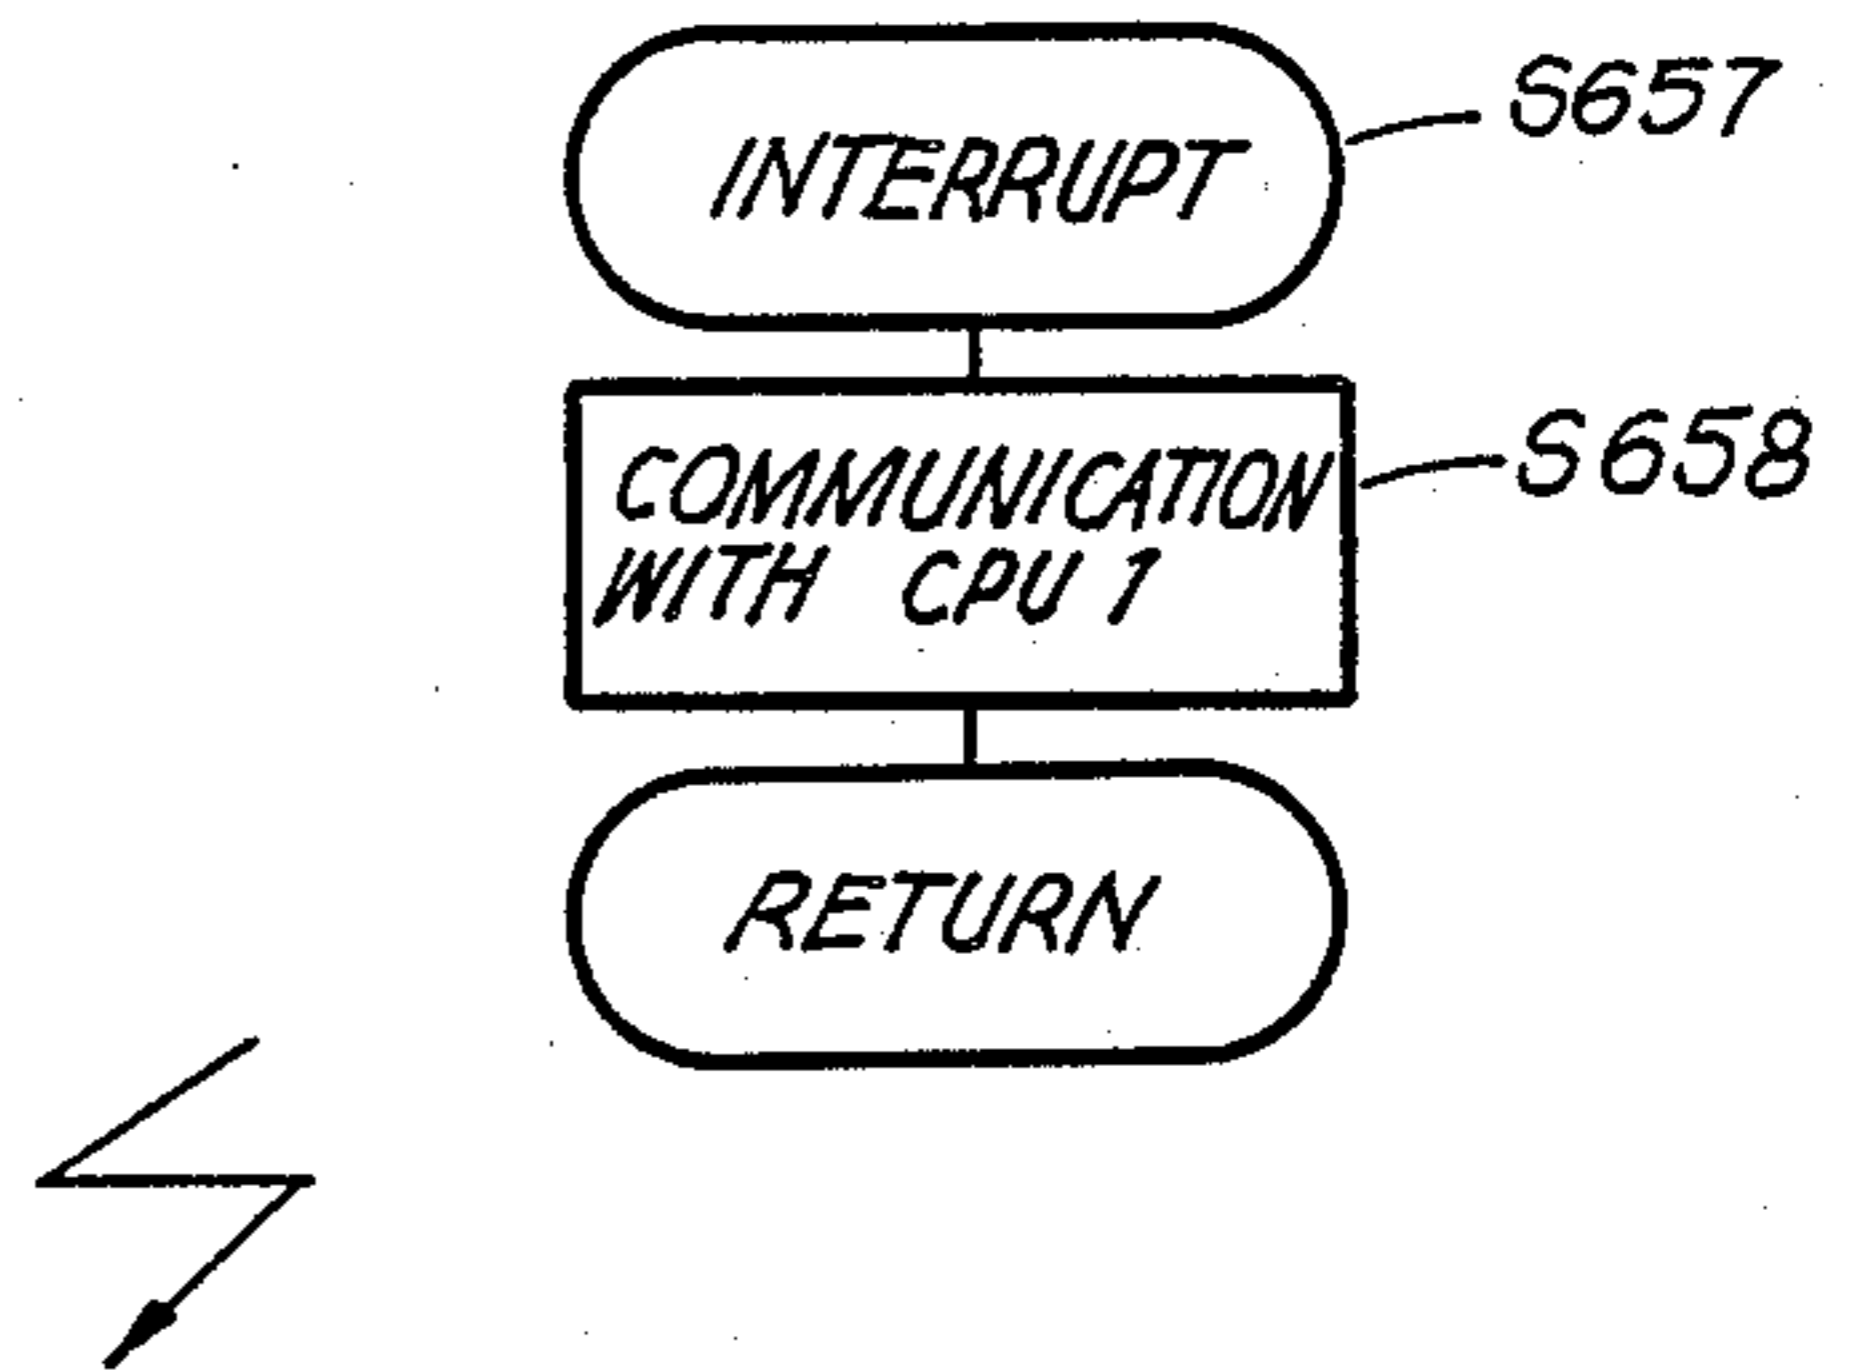 INTERRUPT
S657
COMMUNICATION
WITH CPU 1
S658
RETURN